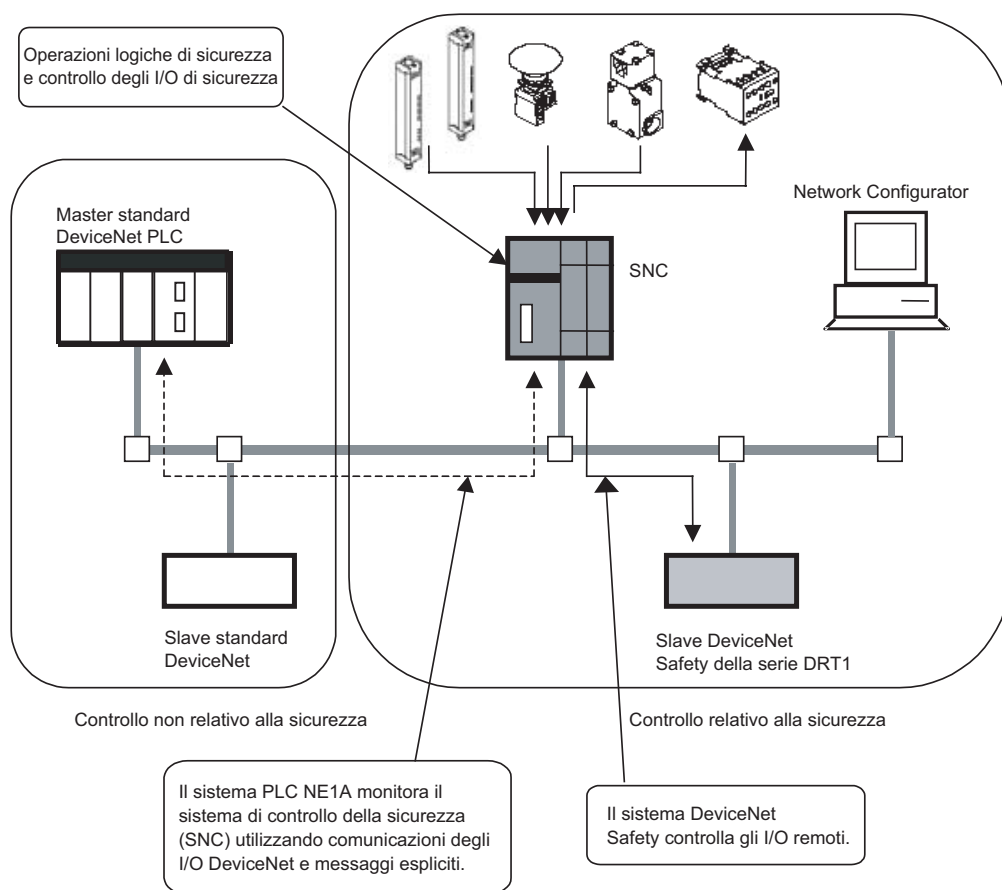 Operazioni logiche di sicurezza
e controllo degli I/O di sicurezza
Master standard
DeviceNet PLC
SNC
Network Configurator
Slave standard
DeviceNet
Slave DeviceNet
Safety della serie DRT1
Controllo non relativo alla sicurezza
Controllo relativo alla sicurezza
Il sistema PLC NE1A monitora il
sistema di controllo della sicurezza
(SNC) utilizzando comunicazioni degli
I/O DeviceNet e messaggi espliciti.
Il sistema DeviceNet
Safety controlla gli I/O remoti.